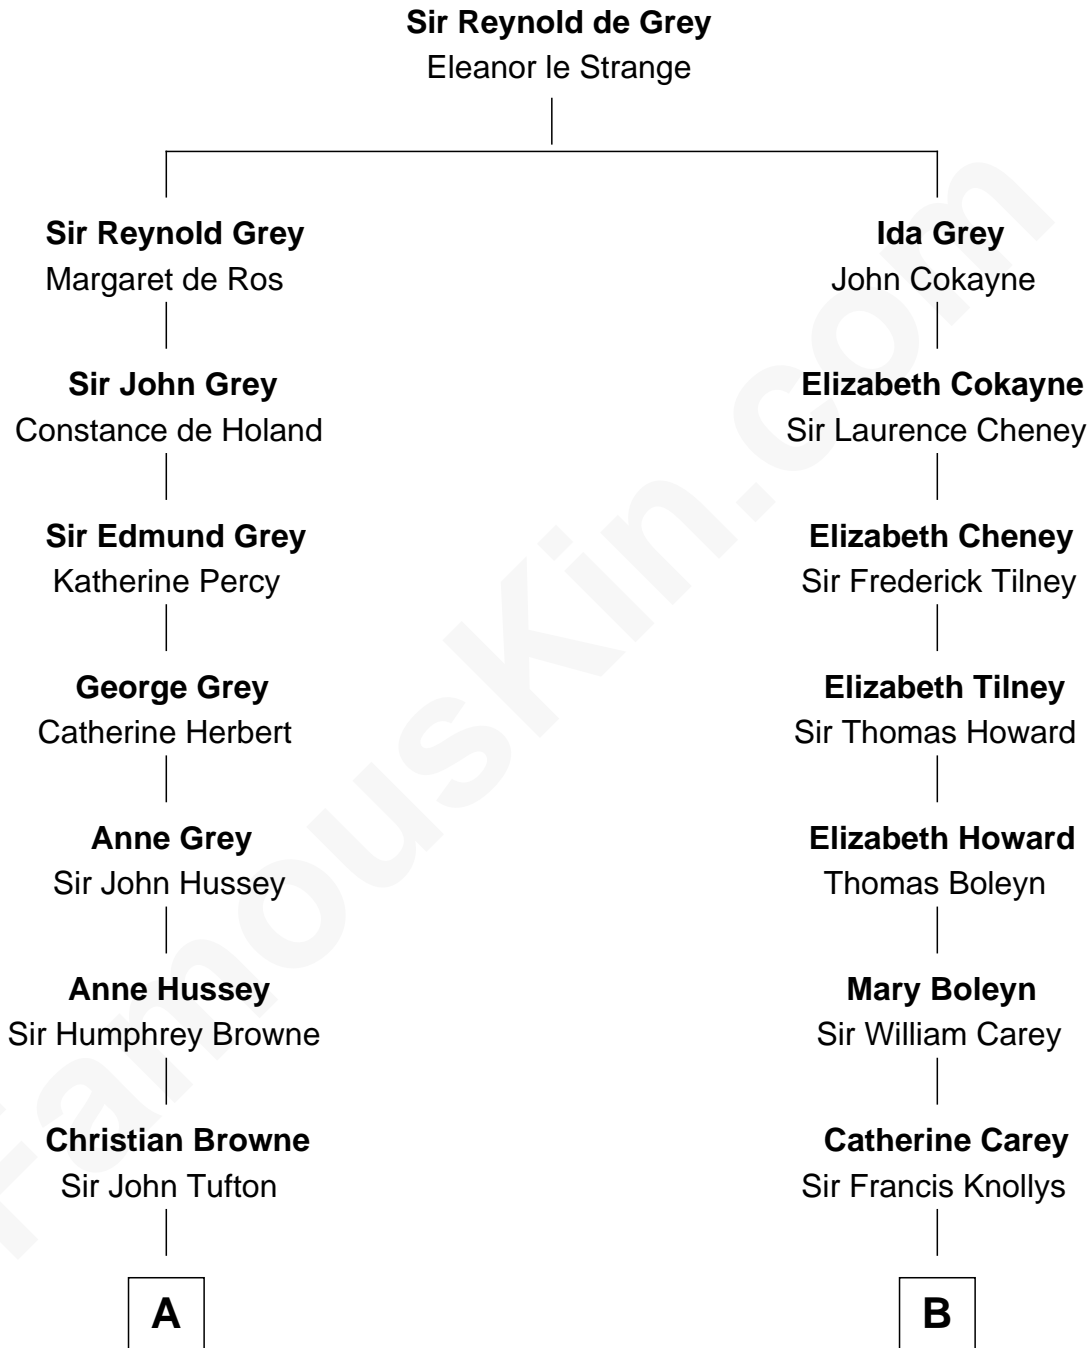 Sir Reynold de Grey
Eleanor le Strange
Sir Reynold Grey
Margaret de Ros
Ida Grey
John Cokayne
Sir John Grey
Constance de Holand
Elizabeth Cokayne
Sir Laurence Cheney
Sir Edmund Grey
Katherine Percy
Elizabeth Cheney
Sir Frederick Tilney
George Grey
Catherine Herbert
Elizabeth Tilney
Sir Thomas Howard
Anne Grey
Sir John Hussey
Elizabeth Howard
Thomas Boleyn
Anne Hussey
Sir Humphrey Browne
Mary Boleyn
Sir William Carey
Christian Browne
Sir John Tufton
Catherine Carey
Sir Francis Knollys
A
B
FamousKin.com